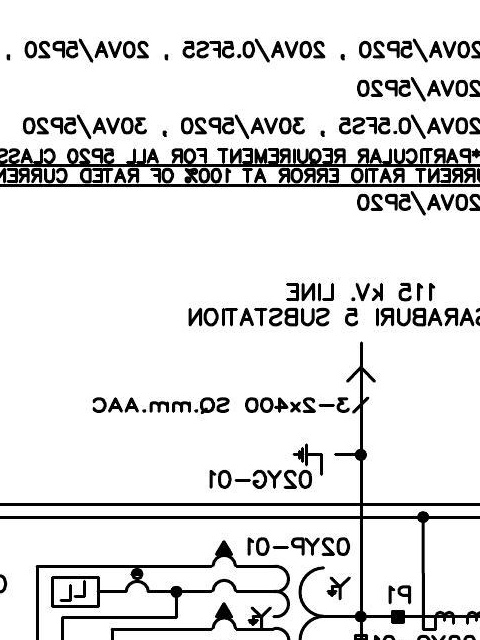 20VA/5P20 , 20VA/0.5FS5 , 20VA/5P20 ,
20VA/5P20
20VA/0.5FS5 , 30VA/5P20 , 30VA/5P20
*PARTICULAR REQUIREMENT FOR ALL 5P20 CLASS
RATIO ERROR AT 100% OF RATED
20VA/5P20
115 kV. LINE
SARABURI 5 SUBSTATION
3-2x400 SQ.mm.AAC
02YG-01
02YP-01
P1
LL